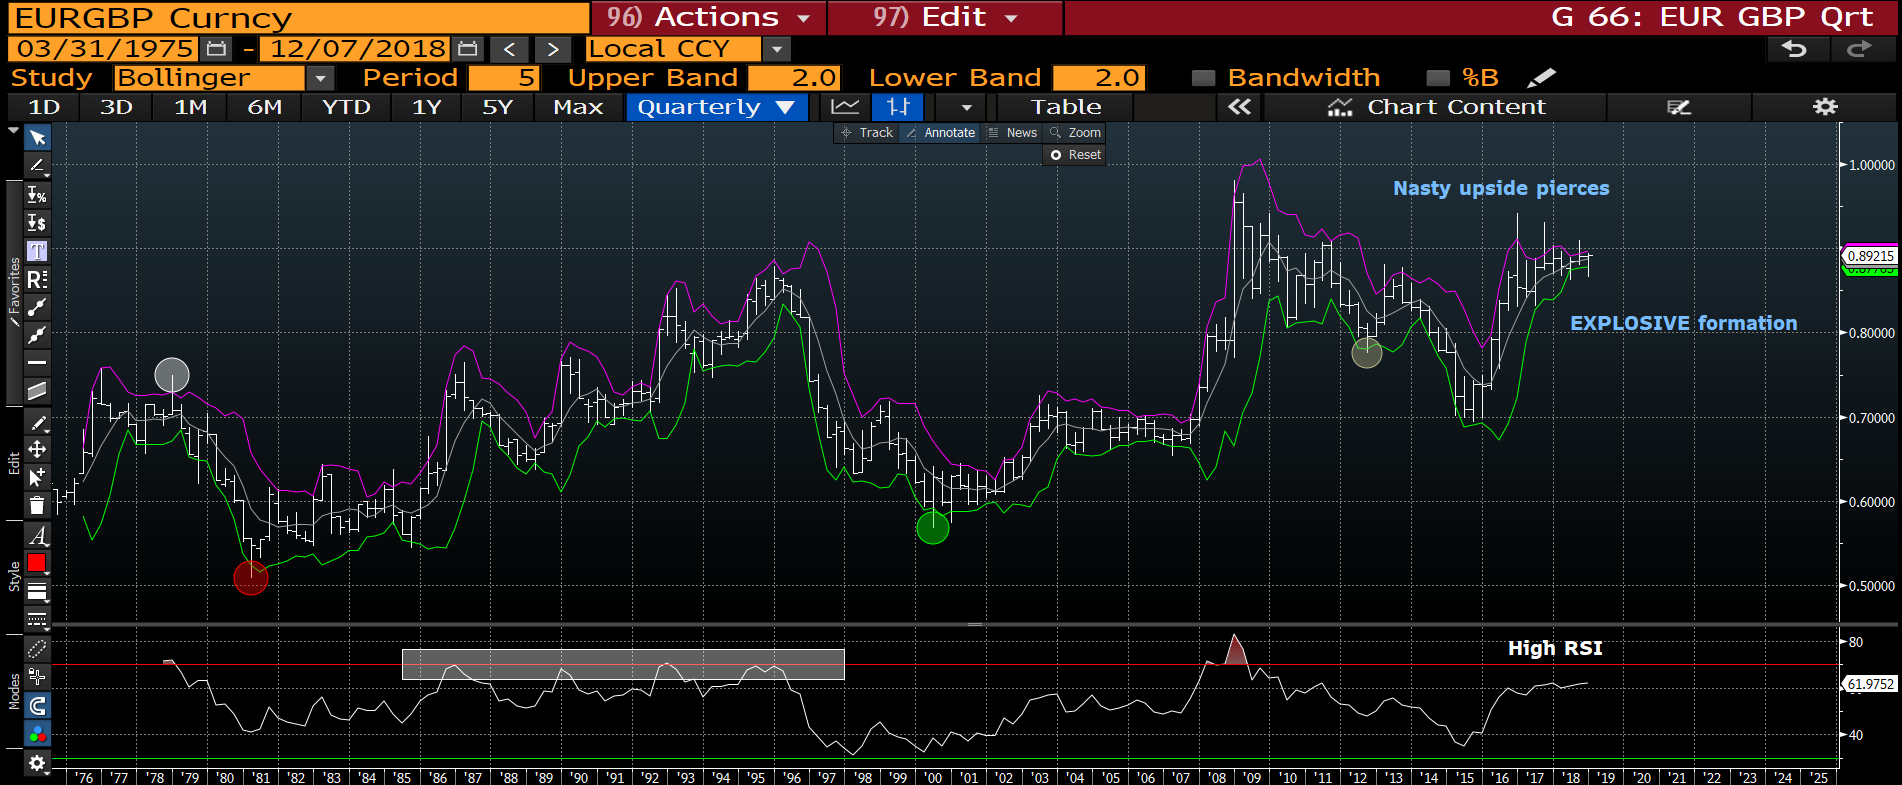 EURGBP Curncy 96) Actions 97) Edit G 66: EUR GBP Qrt
03/31/1975 - 12/07/2018 < > Local CCY
Study Bollinger Period 5 Upper Band 2.0 Lower Band 2.0 Bandwidth %B
1D 3D 1M 6M YTD 1Y 5Y Max Quarterly Table « Chart Content
Track Annotate News Zoom
Reset
Favorites
Edit
Style
Modes
%
$
T
R
A
Nasty upside pierces
EXPLOSIVE formation
1.00000
0.89215
0.80000
0.70000
0.60000
0.50000
High RSI
80
61.9752
40
'76 '77 '78 '79 '80 '81 '82 '83 '84 '85 '86 '87 '88 '89 '90 '91 '92 '93 '94 '95 '96 '97 '98 '99 '00 '01 '02 '03 '04 '05 '06 '07 '08 '09 '10 '11 '12 '13 '14 '15 '16 '17 '18 '19 '20 '21 '22 '23 '24 '25